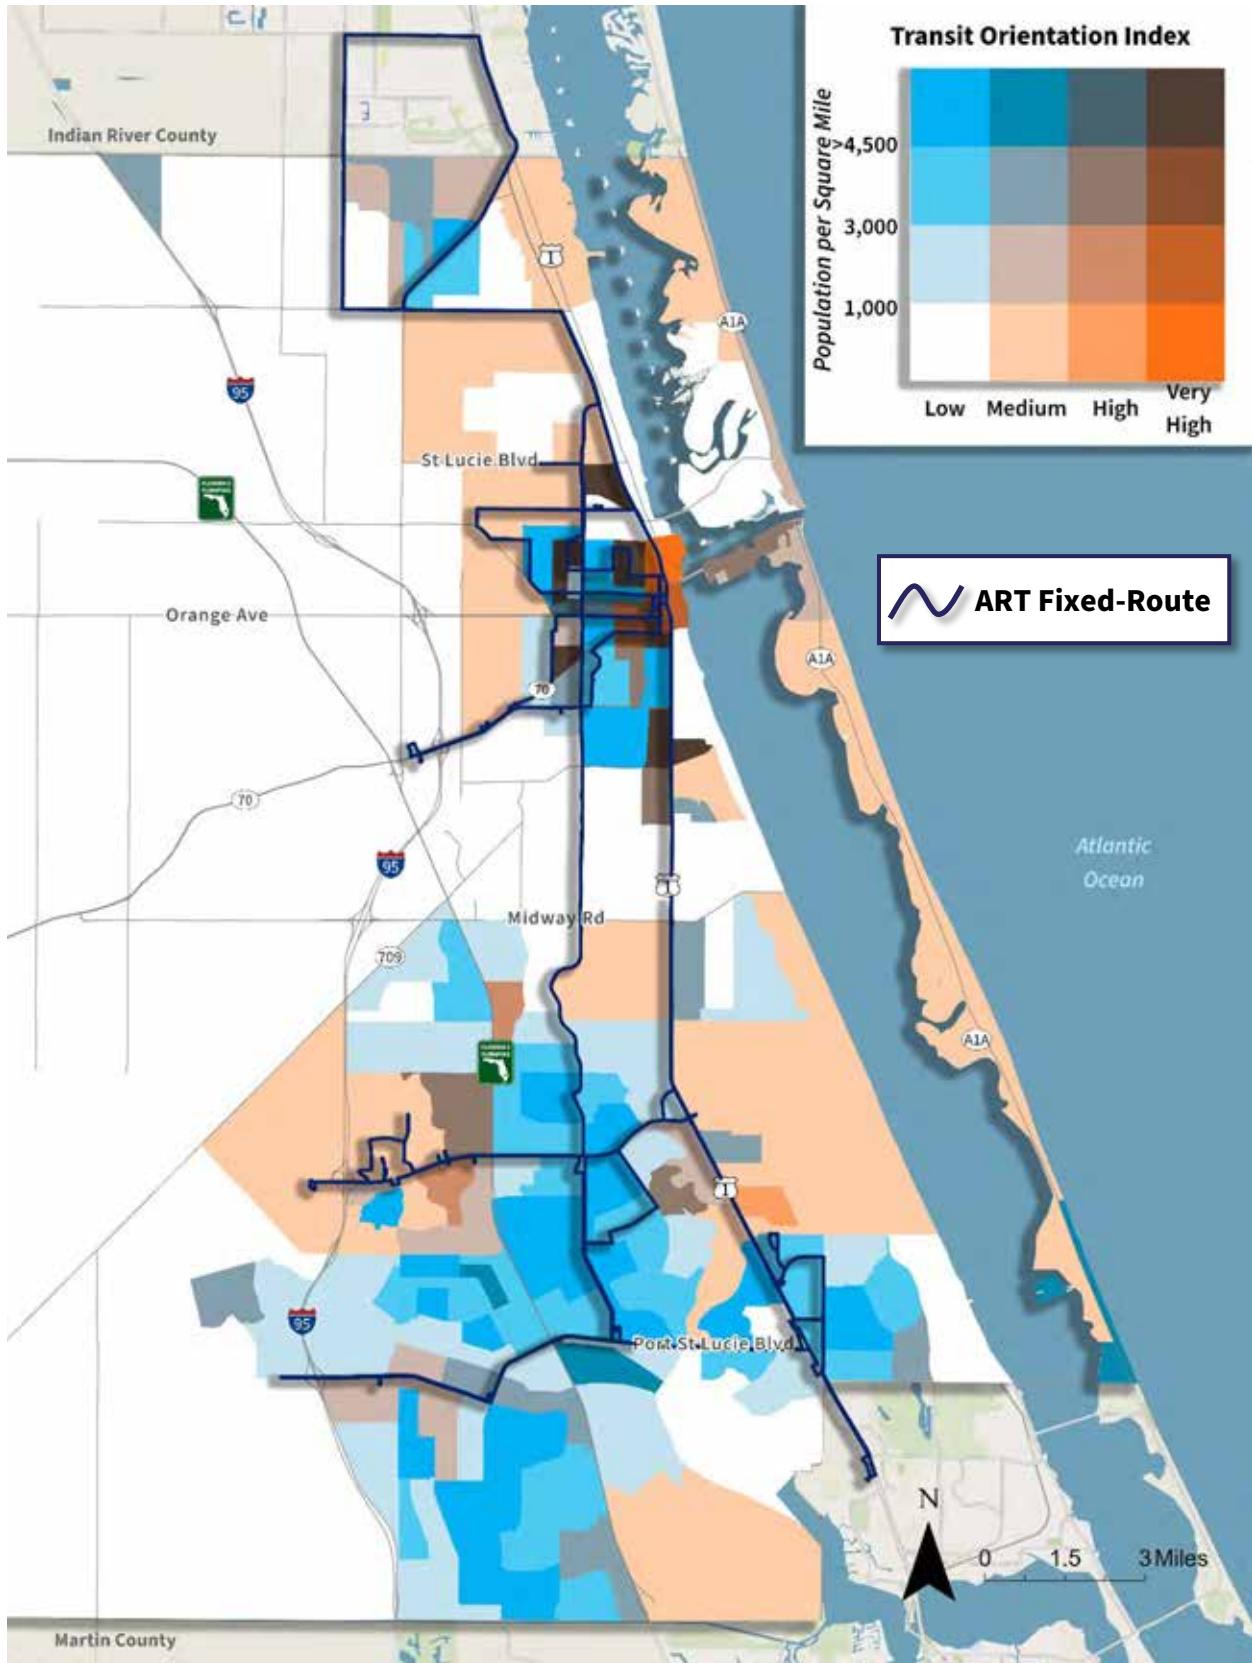 Transit Orientation Index
Population per Square Mile
>4,500
3,000
1,000
Low
Medium
High
Very
High
ART Fixed-Route
Indian River County
1
A1A
95
St Lucie Blvd
Orange Ave
A1A
70
70
95
1
Atlantic
Ocean
Midway Rd
709
A1A
1
95
Port St Lucie Blvd
N
0
1.5
3 Miles
Martin County